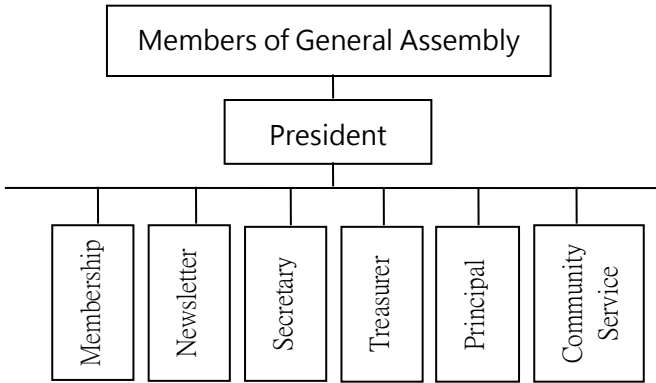 Members of General Assembly
President
Membership
Newsletter
Secretary
Treasurer
Principal
Community
Service